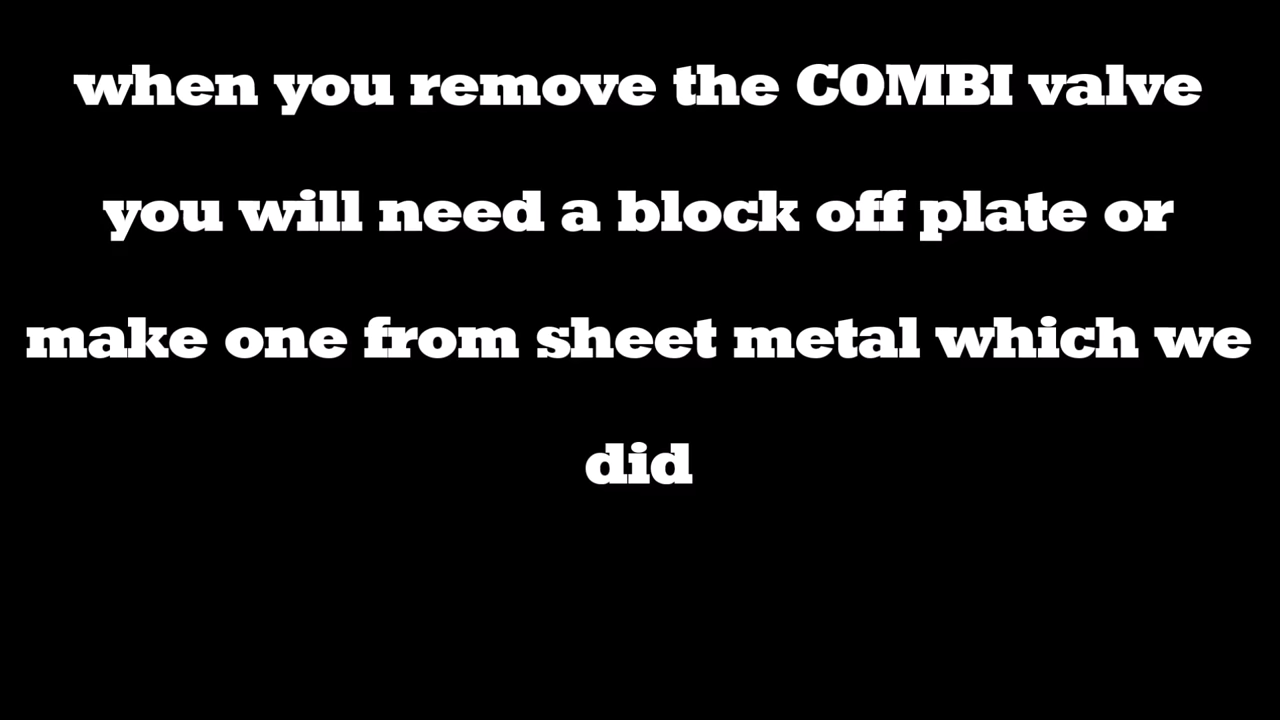 when you remove the COMBI valve
you will need a block off plate or
make one from sheet metal which we
did